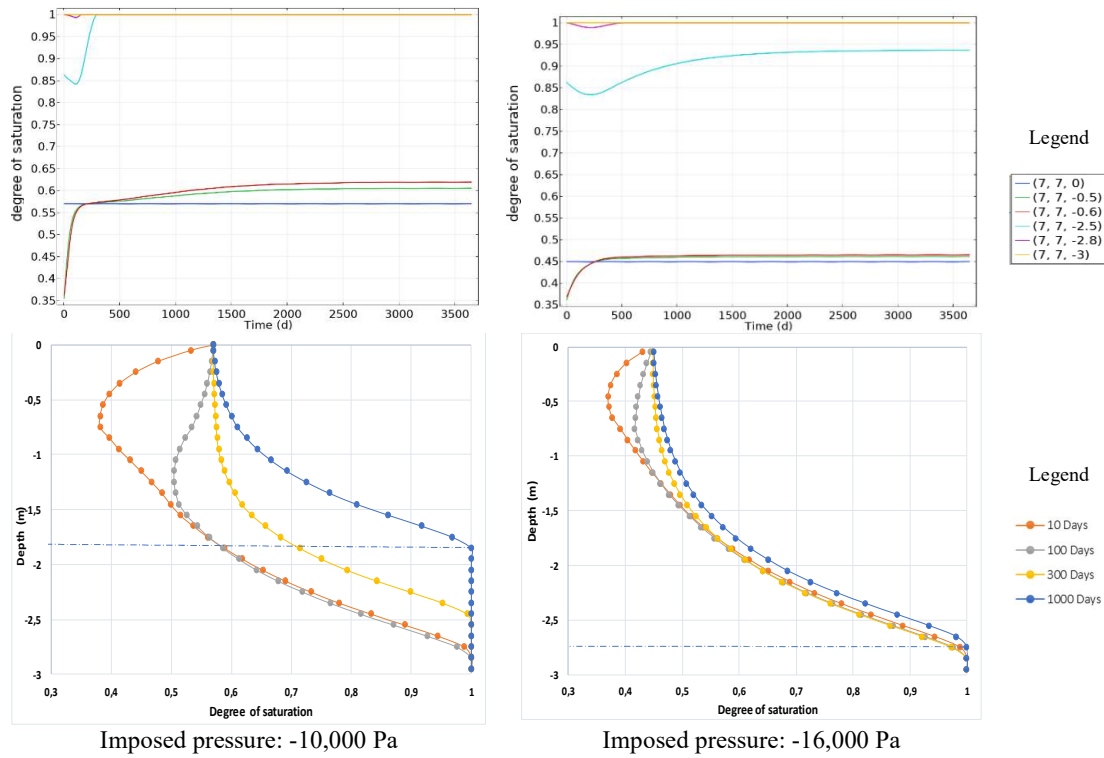 1
0.95
0.9
0.85
0.8
0.75
0.7
0.65
0.6
0.55
0.5
0.45
0.4
0.35
degree of saturation
0 500 1000 1500 2000 2500 3000 3500
Time (d)
1
0.95
0.9
0.85
0.8
0.75
0.7
0.65
0.6
0.55
0.5
0.45
0.4
0.35
degree of saturation
0 500 1000 1500 2000 2500 3000 3500
Time (d)
Legend
(7, 7, 0)
(7, 7, -0.5)
(7, 7, -0.6)
(7, 7, -2.5)
(7, 7, -2.8)
(7, 7, -3)
0
-0,5
-1
-1,5
-2
-2,5
-3
Depth (m)
0,3 0,4 0,5 0,6 0,7 0,8 0,9 1
Degree of saturation
0
-0,5
-1
-1,5
-2
-2,5
-3
Depth (m)
0,3 0,4 0,5 0,6 0,7 0,8 0,9 1
Degree of saturation
Legend
10 Days
100 Days
300 Days
1000 Days
Imposed pressure: -10,000 Pa
Imposed pressure: -16,000 Pa